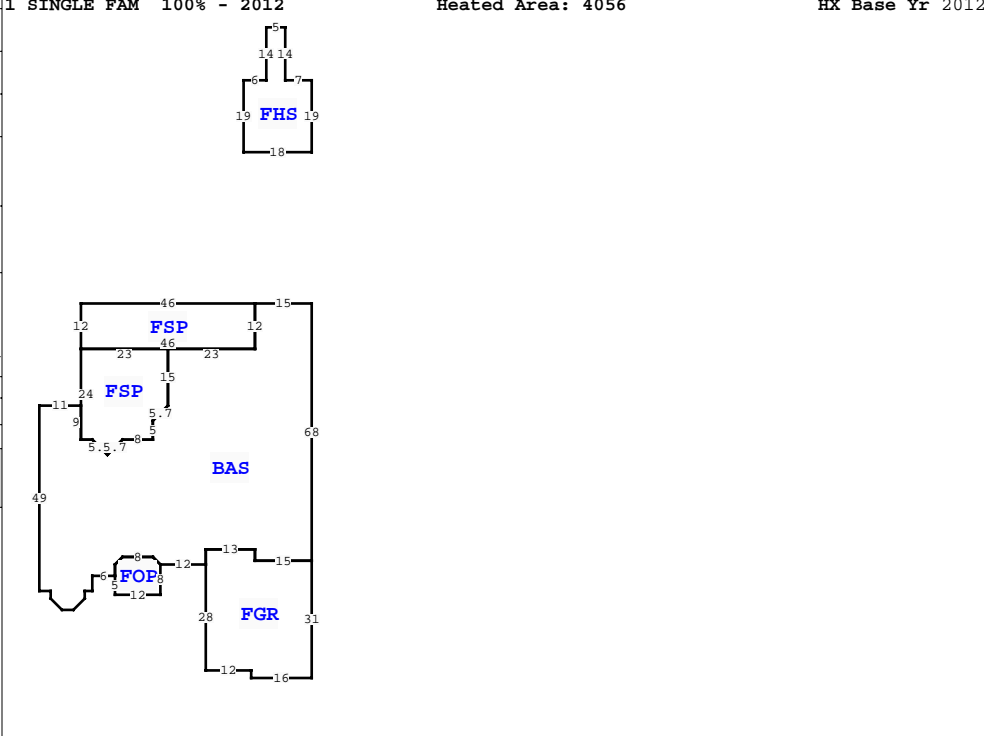 1 SINGLE FAM 100% - 2012 Heated Area: 4056 HX Base Yr 2012
5
14 14
6 7
19 FHS 19
18
46 15
12 FSP 12
46
23 23
15
24 FSP
11
5.7
9 5
8
5.5.7
68
BAS
49
13
8 12 15
6 FOP 8
5
12
28 FGR 31
12
16